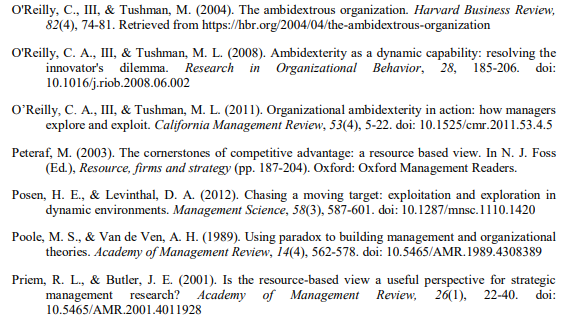 O'Reilly, C., III, & Tushman, M. (2004). The ambidextrous organization. Harvard Business Review,
82(4), 74-81. Retrieved from https://hbr.org/2004/04/the-ambidextrous-organization
O'Reilly, C. A., III, & Tushman, M. L. (2008). Ambidexterity as a dynamic capability: resolving the
innovator's dilemma. Research in Organizational Behavior, 28, 185-206. doi:
10.1016/j.riob.2008.06.002
O’Reilly, C. A., III, & Tushman, M. L. (2011). Organizational ambidexterity in action: how managers
explore and exploit. California Management Review, 53(4), 5-22. doi: 10.1525/cmr.2011.53.4.5
Peteraf, M. (2003). The cornerstones of competitive advantage: a resource based view. In N. J. Foss
(Ed.), Resource, firms and strategy (pp. 187-204). Oxford: Oxford Management Readers.
Posen, H. E., & Levinthal, D. A. (2012). Chasing a moving target: exploitation and exploration in
dynamic environments. Management Science, 58(3), 587-601. doi: 10.1287/mnsc.1110.1420
Poole, M. S., & Van de Ven, A. H. (1989). Using paradox to building management and organizational
theories. Academy of Management Review, 14(4), 562-578. doi: 10.5465/AMR.1989.4308389
Priem, R. L., & Butler, J. E. (2001). Is the resource-based view a useful perspective for strategic
management research? Academy of Management Review, 26(1), 22-40. doi:
10.5465/AMR.2001.4011928